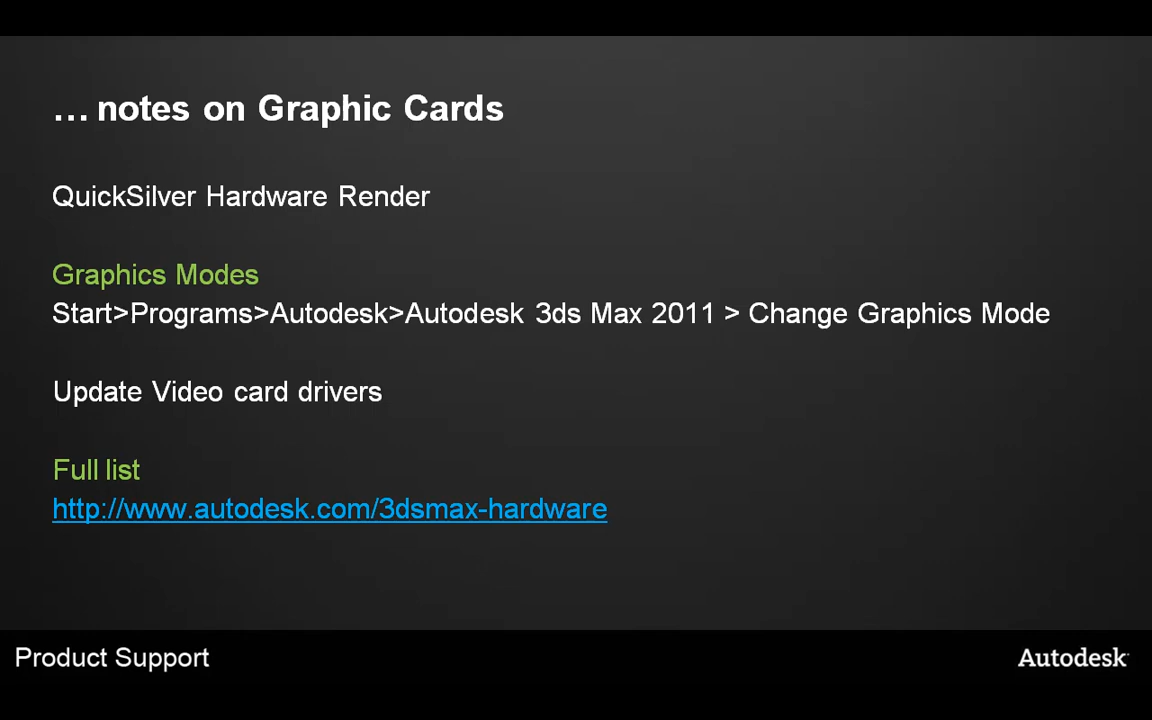 … notes on Graphic Cards
QuickSilver Hardware Render
Graphics Modes
Start>Programs>Autodesk>Autodesk 3ds Max 2011 > Change Graphics Mode
Update Video card drivers
Full list
http://www.autodesk.com/3dsmax-hardware
Product Support
Autodesk